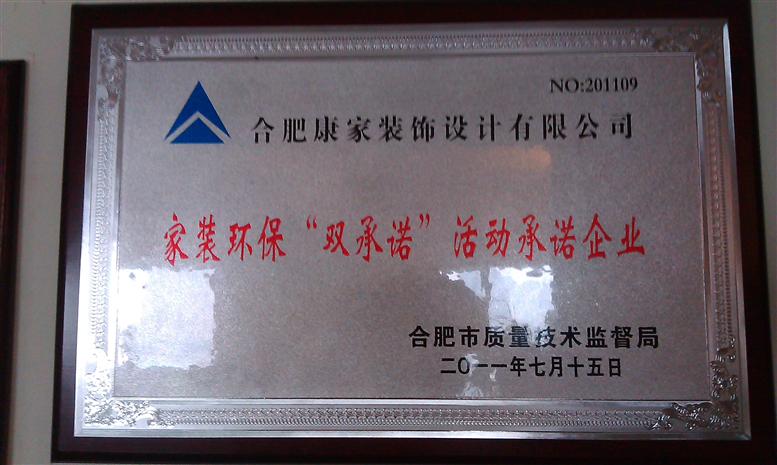 NO:201109
合肥康家装饰设计有限公司
家装环保“双承诺”活动承诺企业
合肥市质量技术监督局
二〇一一年七月十五日